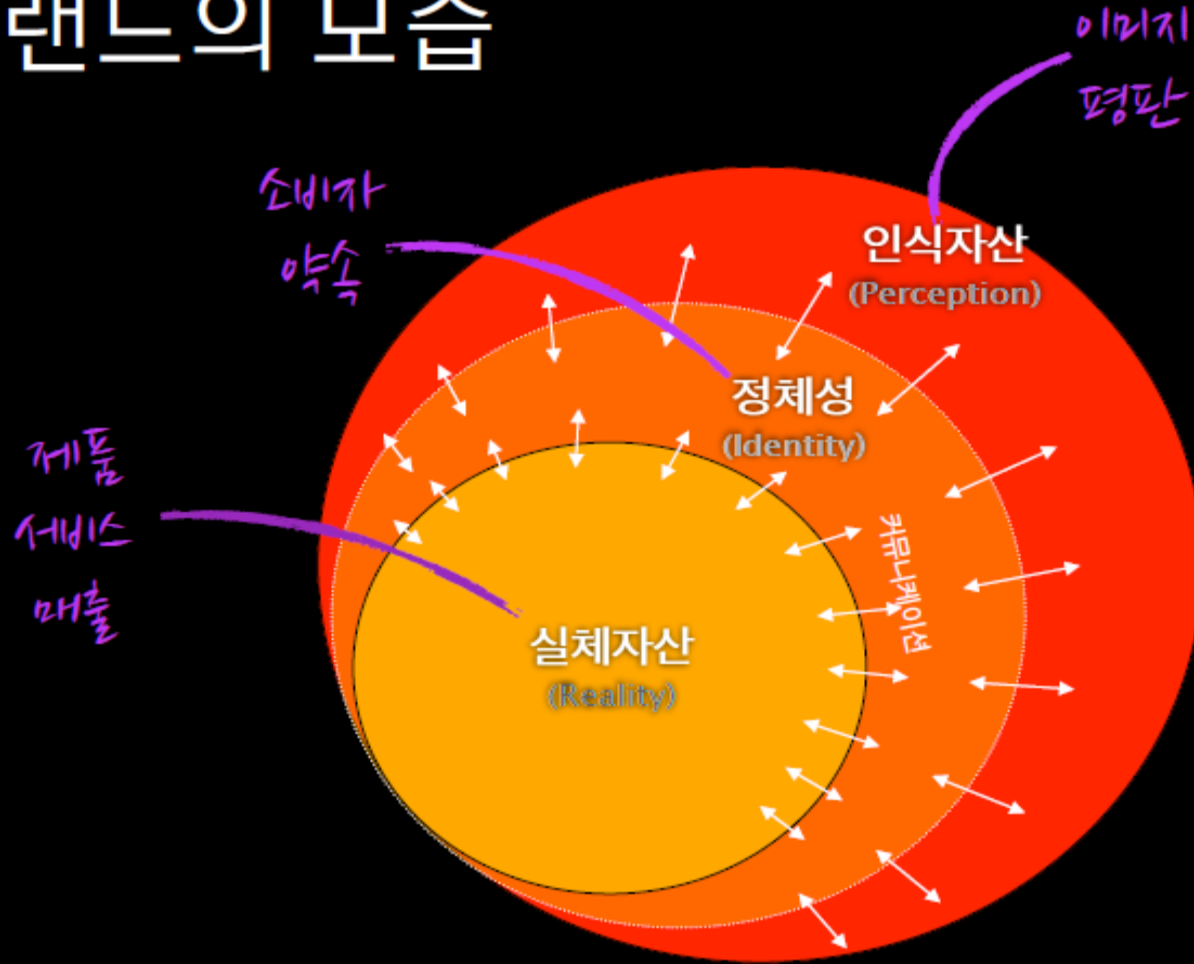 랜드의 모습
이미지
평판
소비자
약속
인식자산
(Perception)
정체성
(Identity)
제품
서비스
매출
커뮤니케이션
실체자산
(Reality)